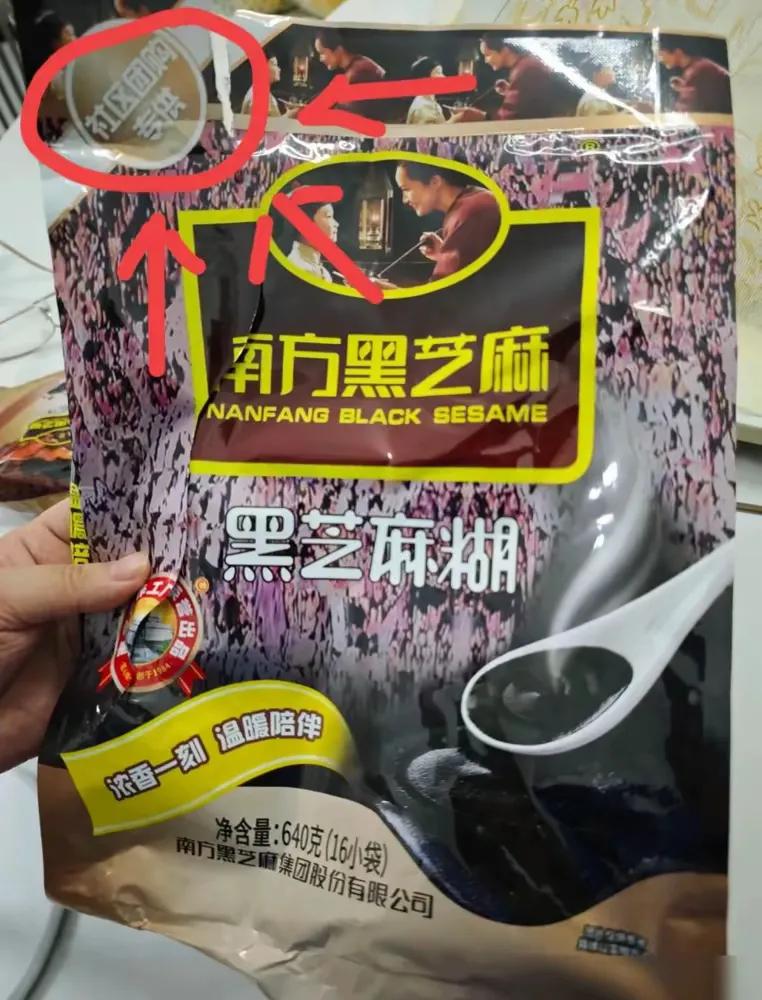 社区团购
专供
南方黑芝麻
NANFANG BLACK SESAME
黑芝麻糊
浓香一刻 温暖陪伴
净含量:640克(16小袋)
南方黑芝麻集团股份有限公司